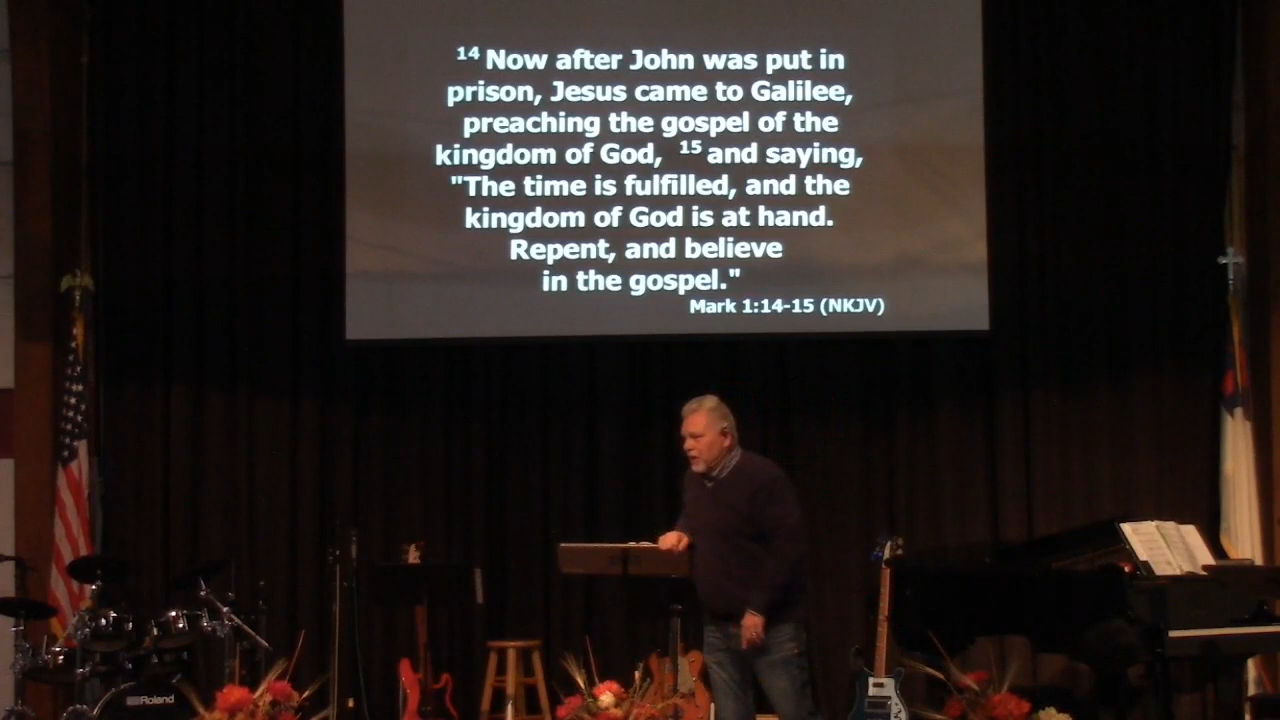 14 Now after John was put in
prison, Jesus came to Galilee,
preaching the gospel of the
kingdom of God, 15 and saying,
"The time is fulfilled, and the
kingdom of God is at hand.
Repent, and believe
in the gospel."
Mark 1:14-15 (NKJV)
Roland